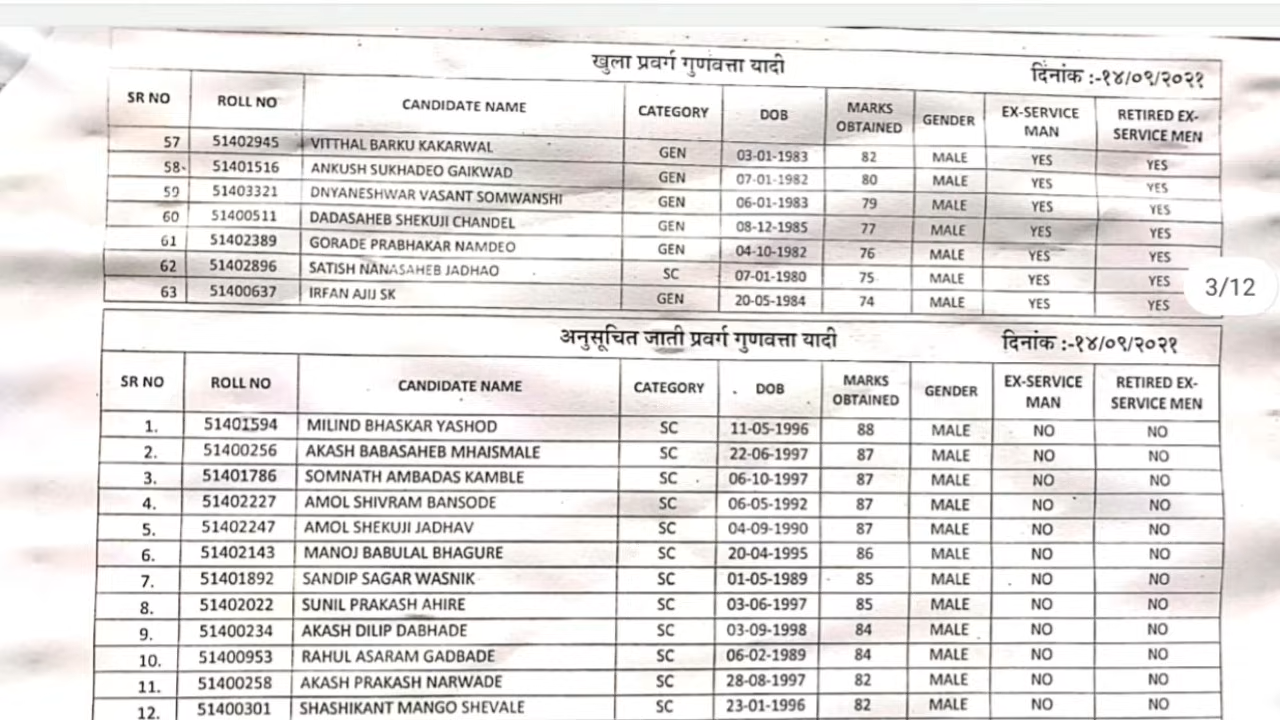 खुला प्रवर्ग गुणवत्ता यादी दिनांक :-१४/०९/२०२१
SR NO ROLL NO CANDIDATE NAME CATEGORY DOB MARKS OBTAINED GENDER EX-SERVICE MAN RETIRED EX-SERVICE MEN
57 51402945 VITTHAL BARKU KAKARWAL GEN 03-01-1983 82 MALE YES YES
58 51401516 ANKUSH SUKHADEO GAIKWAD GEN 07-01-1982 80 MALE YES YES
59 51403321 DNYANESHWAR VASANT SOMWANSHI GEN 06-01-1983 79 MALE YES YES
60 51400511 DADASAHEB SHEKUJI CHANDEL GEN 08-12-1985 77 MALE YES YES
61 51402389 GORADE PRABHAKAR NAMDEO GEN 04-10-1982 76 MALE YES YES
62 51402896 SATISH NANASAHEB JADHAO SC 07-01-1980 75 MALE YES YES
63 51400637 IRFAN AJIJ SK GEN 20-05-1984 74 MALE YES YES
3/12
अनुसूचित जाती प्रवर्ग गुणवत्ता यादी दिनांक :-१४/०९/२०२१
SR NO ROLL NO CANDIDATE NAME CATEGORY DOB MARKS OBTAINED GENDER EX-SERVICE MAN RETIRED EX-SERVICE MEN
1. 51401594 MILIND BHASKAR YASHOD SC 11-05-1996 88 MALE NO NO
2. 51400256 AKASH BABASAHEB MHAISMALE SC 22-06-1997 87 MALE NO NO
3. 51401786 SOMNATH AMBADAS KAMBLE SC 06-10-1997 87 MALE NO NO
4. 51402227 AMOL SHIVRAM BANSODE SC 06-05-1992 87 MALE NO NO
5. 51402247 AMOL SHEKUJI JADHAV SC 04-09-1990 87 MALE NO NO
6. 51402143 MANOJ BABULAL BHAGURE SC 20-04-1995 86 MALE NO NO
7. 51401892 SANDIP SAGAR WASNIK SC 01-05-1989 85 MALE NO NO
8. 51402022 SUNIL PRAKASH AHIRE SC 03-06-1997 85 MALE NO NO
9. 51400234 AKASH DILIP DABHADE SC 03-09-1998 84 MALE NO NO
10. 51400953 RAHUL ASARAM GADBADE SC 06-02-1989 84 MALE NO NO
11. 51400258 AKASH PRAKASH NARWADE SC 28-08-1997 82 MALE NO NO
12. 51400301 SHASHIKANT MANGO SHEVALE SC 23-01-1996 82 MALE NO NO